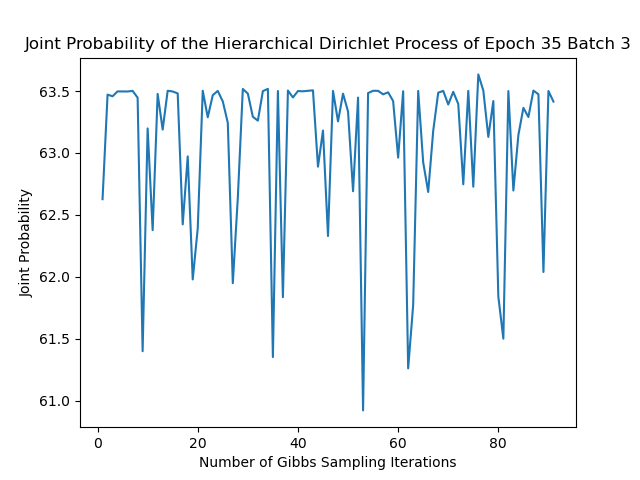 Joint Probability of the Hierarchical Dirichlet Process of Epoch 35 Batch 3
Joint Probability
63.5
63.0
62.5
62.0
61.5
61.0
0 20 40 60 80
Number of Gibbs Sampling Iterations